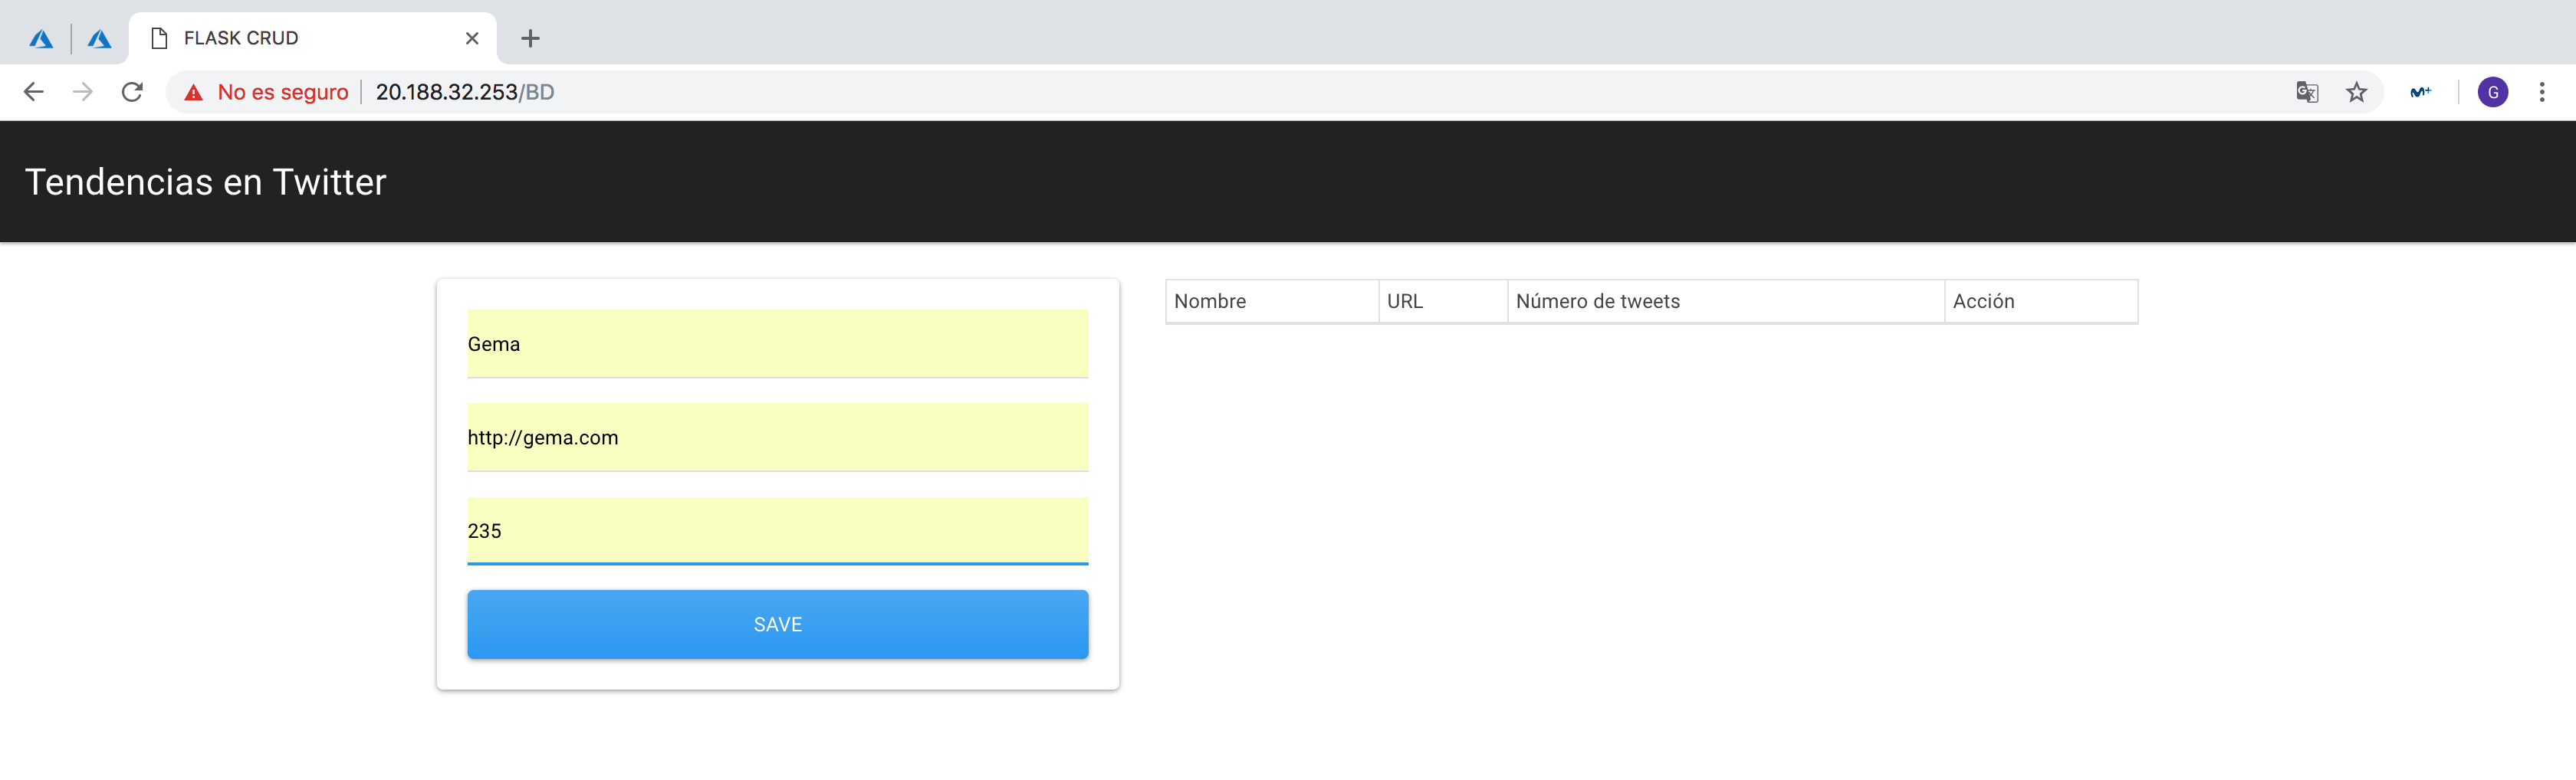 FLASK CRUD
No es seguro 20.188.32.253/BD
G
Tendencias en Twitter
Gema
http://gema.com
235
SAVE
Nombre URL Número de tweets Acción